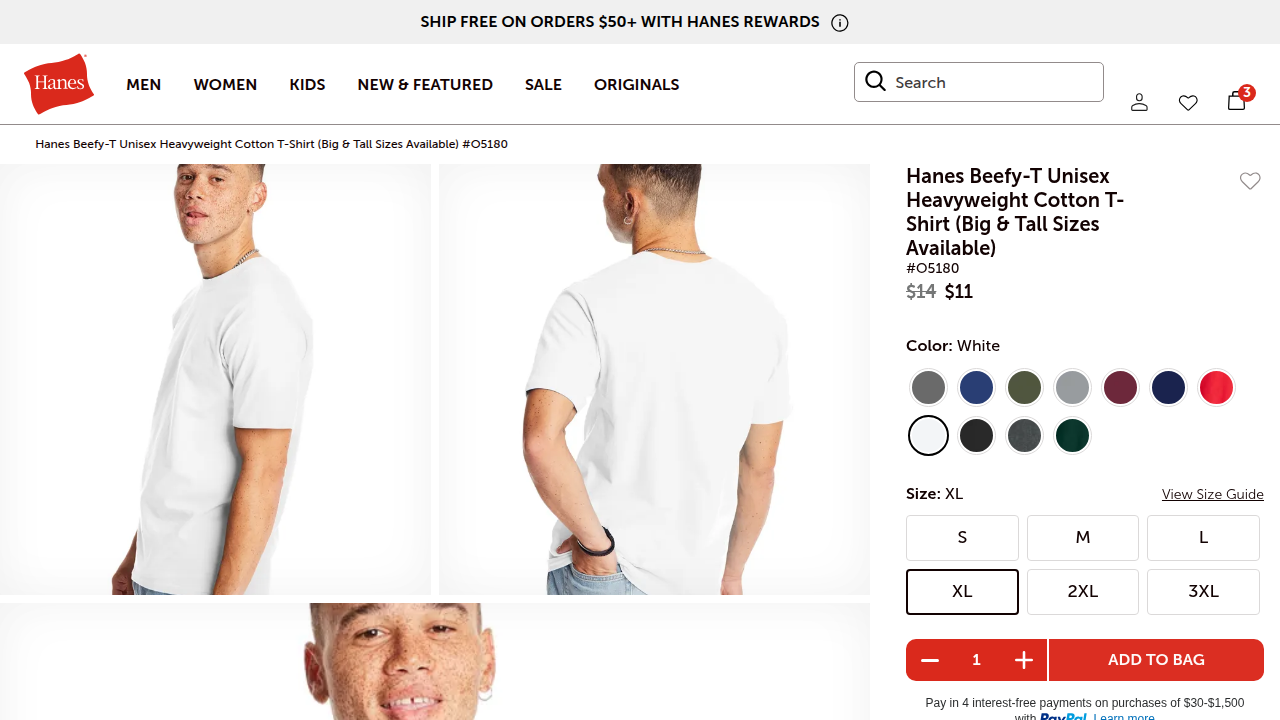 SHIP FREE ON ORDERS $50+ WITH HANES REWARDS
Hanes
MEN
WOMEN
KIDS
NEW & FEATURED
SALE
ORIGINALS
Search
3
Hanes Beefy-T Unisex Heavyweight Cotton T-Shirt (Big & Tall Sizes Available) #O5180
Hanes Beefy-T Unisex
Heavyweight Cotton T-
Shirt (Big & Tall Sizes
Available)
#O5180
$14 $11
Color: White
Size: XL
View Size Guide
S
M
L
XL
2XL
3XL
1
ADD TO BAG
Pay in 4 interest-free payments on purchases of $30-$1,500
with PayPal. Learn more